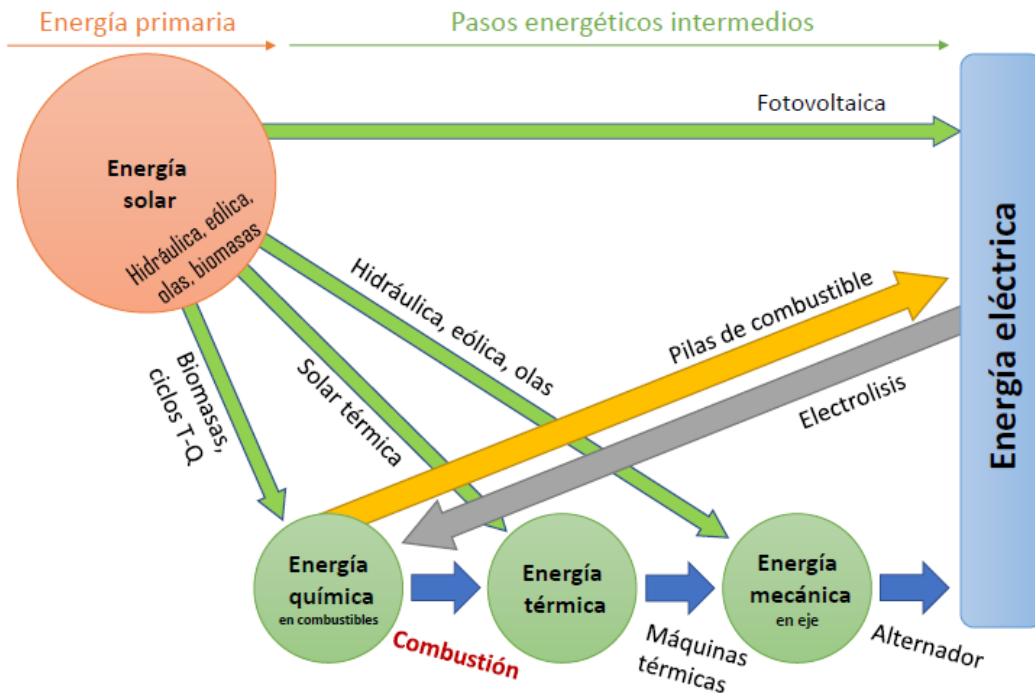 Energía primaria
Pasos energéticos intermedios
Fotovoltaica
Energía
solar
Hidráulica, eólica,
olas, biomasas
Hidráulica, eólica, olas
Solar térmica
Biomasas,
ciclos T-Q
Pilas de combustible
Electrolisis
Energía eléctrica
Energía
química
en combustibles
Combustión
Energía
térmica
Máquinas
térmicas
Energía
mecánica
en eje
Alternador